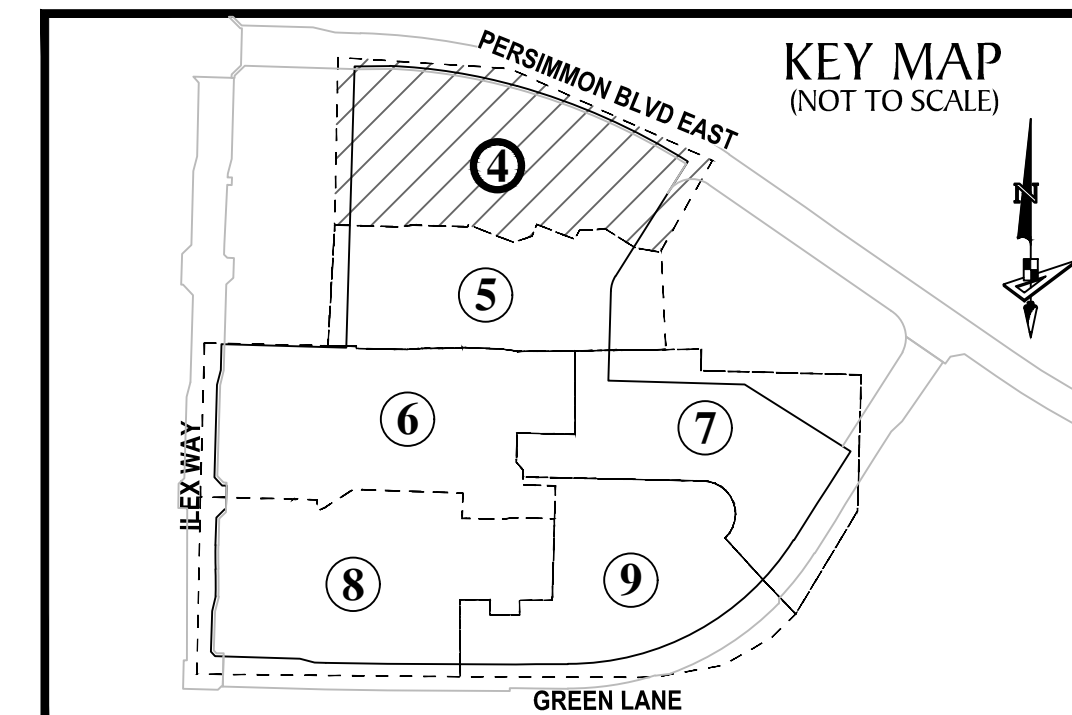 PERSIMMON BLVD EAST
KEY MAP
(NOT TO SCALE)
N
4
5
6
7
ILEX WAY
8
9
GREEN LANE